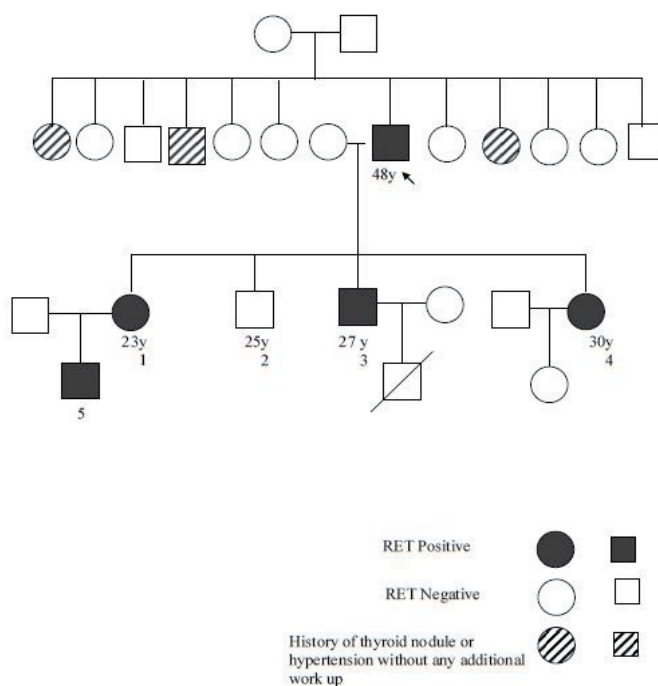 48y
23y 25y 27 y 30y
1 2 3 4
5
RET Positive
RET Negative
History of thyroid nodule or
hypertension without any additional
work up